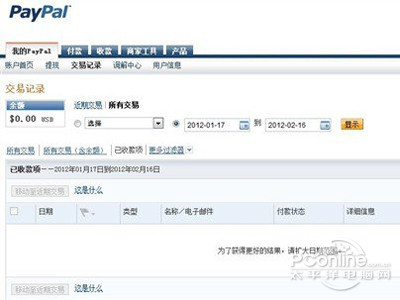 PayPal
我的PayPal 付款 收款 商家工具 产品
账户首页 提现 交易记录 调解中心 用户信息
交易记录
余额
$0.00 USD
近期交易 | 所有交易
选择 2012-01-17 到 2012-02-16 显示
所有交易 所有交易 (含余额) 已收款项 更多过滤器
已收款项——2012年01月17日到2012年02月16日
移动至近期交易 这是什么
日期 类型 名称/电子邮件 付款状态 详细信息
为了获得更好的结果，请扩大日期范围。
PConline
太平洋电脑网
移动至近期交易 这是什么